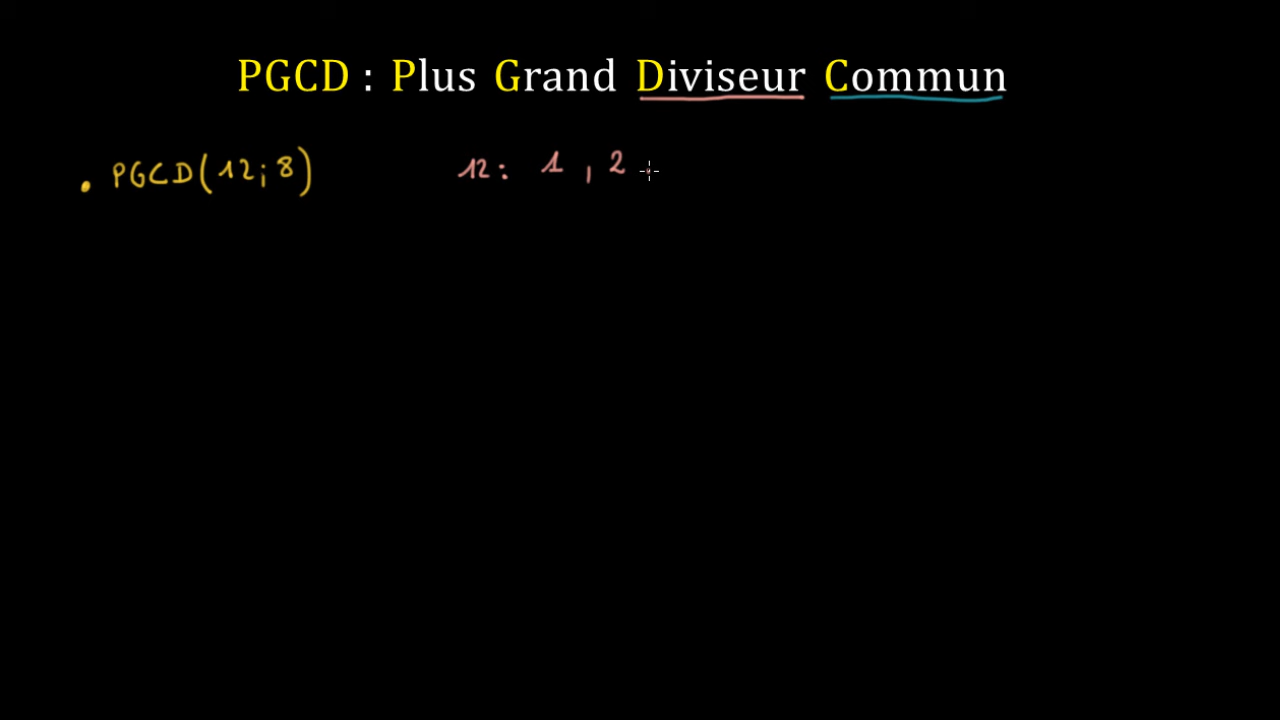 PGCD : Plus Grand Diviseur Commun
• PGCD(12;8) 12: 1 , 2